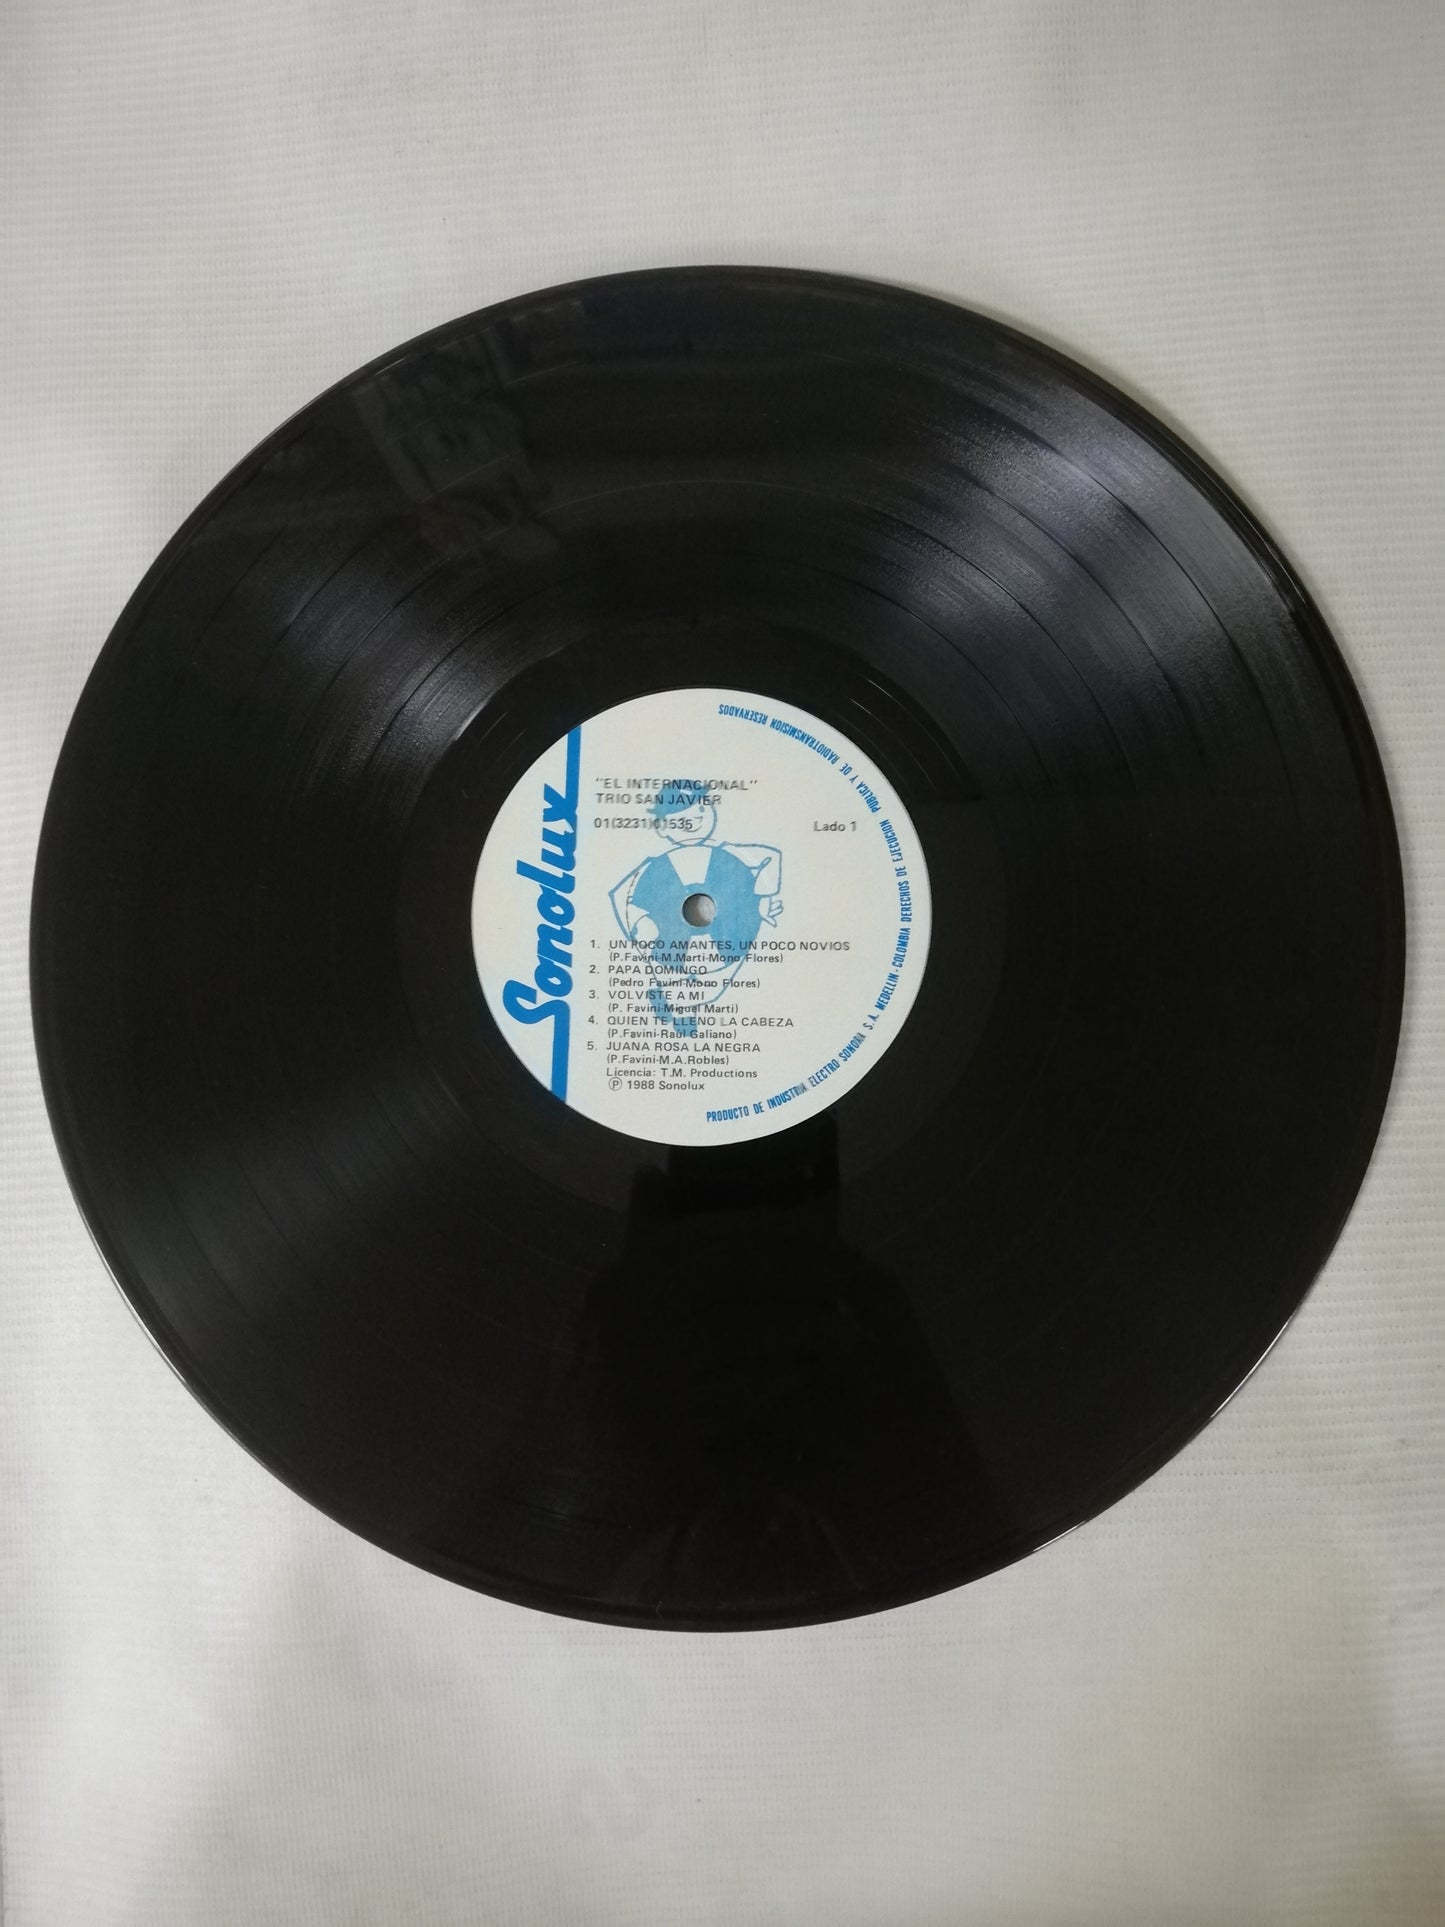 Sonolux
"EL INTERNACIONAL"
TRIO SAN JAVIER
01(3231)01535
Lado 1
1. UN POCO AMANTES, UN POCO NOVIOS
(P. Favini-M.Marti-Mono Flores)
2. PAPA DOMINGO
(Pedro Favini-Mono Flores)
3. VOLVISTE A MI
(P. Favini-Miguel Marti)
4. QUIEN TE LLENO LA CABEZA
(P.Favini-Raúl Galiano)
5. JUANA ROSA LA NEGRA
(P.Favini-M.A.Robles)
Licencia: T.M. Productions
Ⓟ 1988 Sonolux
PRODUCTO DE INDUSTRIA ELECTRO SONORA S.A. MEDELLIN-COLOMBIA DERECHOS DE EJECUCION PUBLICA Y DE RADIOTRANSMISION RESERVADOS